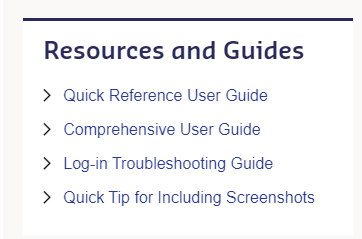 Resources and Guides
Quick Reference User Guide
Comprehensive User Guide
Log-in Troubleshooting Guide
Quick Tip for Including Screenshots